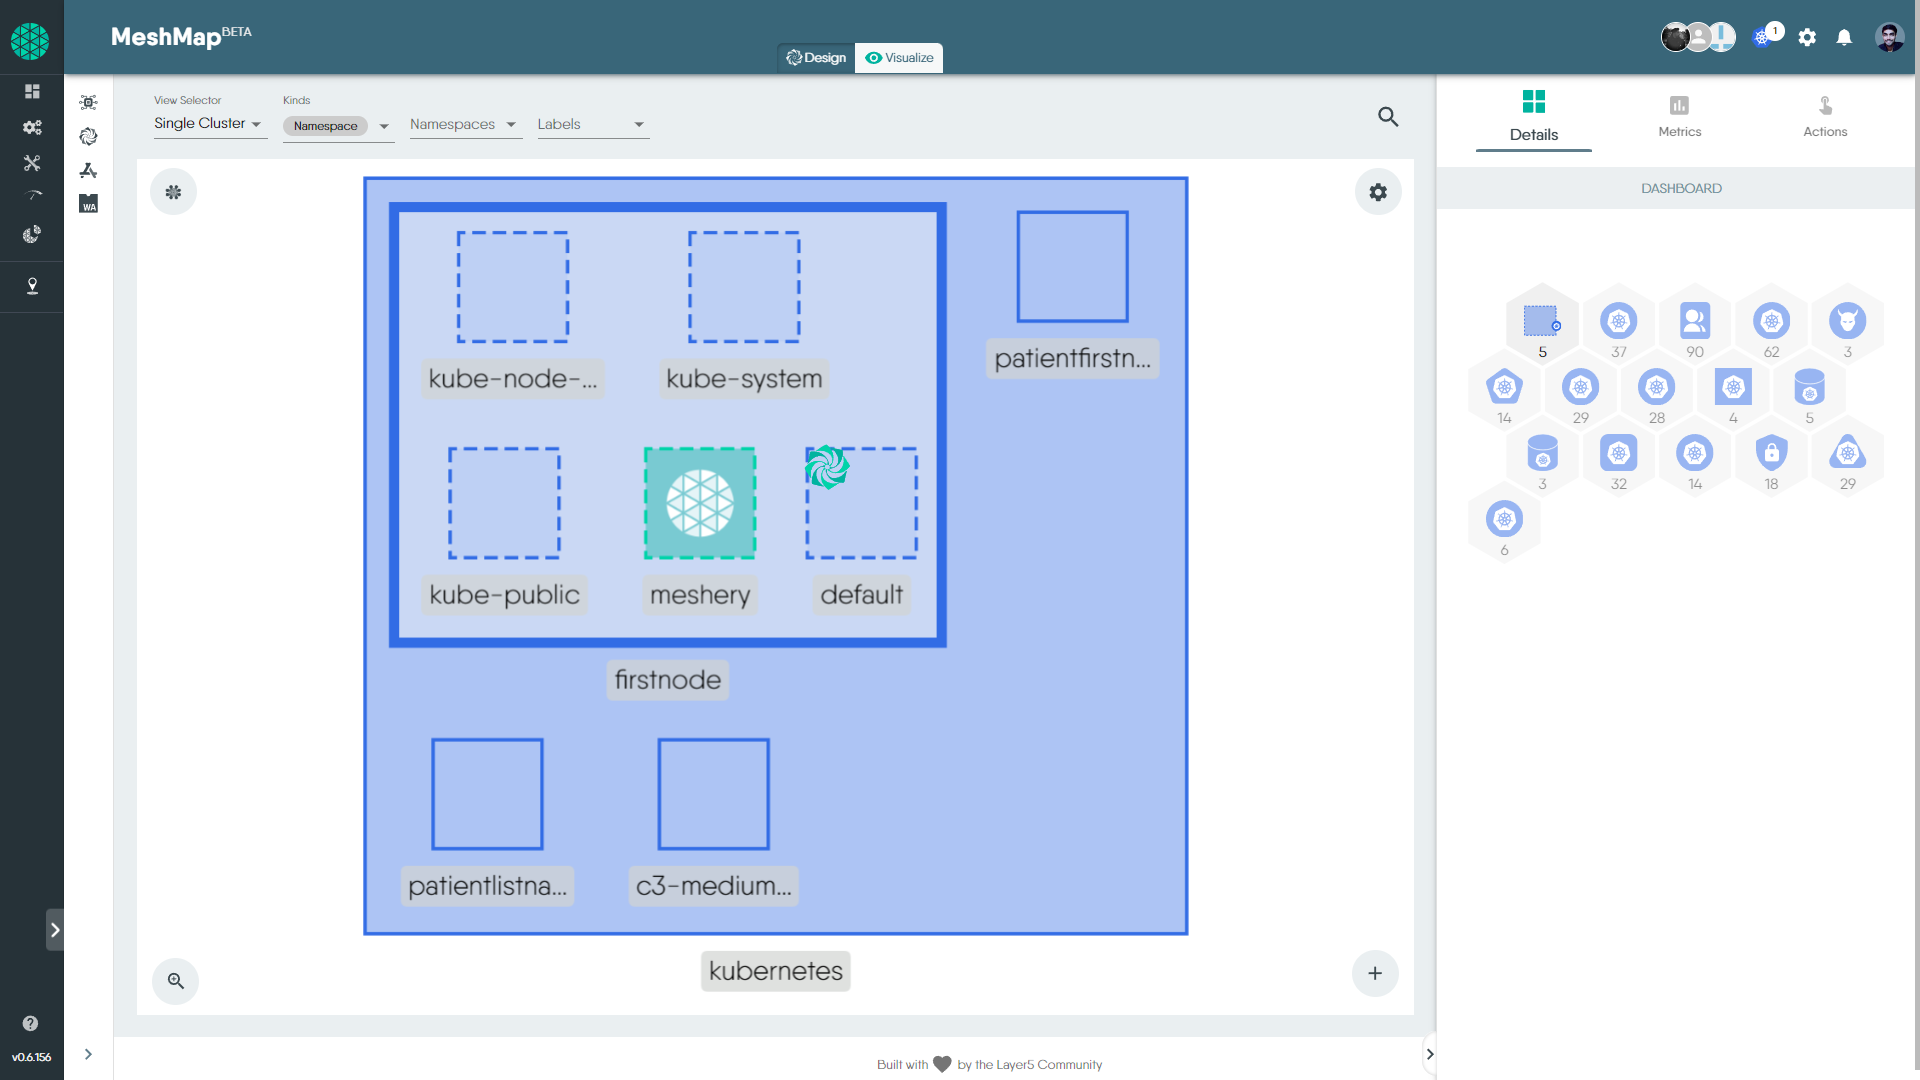 MeshMap BETA
Design
Visualize
1
View Selector
Single Cluster
Kinds
Namespace
Namespaces
Labels
Details
Metrics
Actions
DASHBOARD
WA
kube-node-...
kube-system
patientfirstn...
kube-public
meshery
default
firstnode
patientlistna...
c3-medium...
kubernetes
5
37
90
62
3
14
29
28
4
5
3
32
14
18
29
6
v0.6.156
Built with
by the Layer5 Community